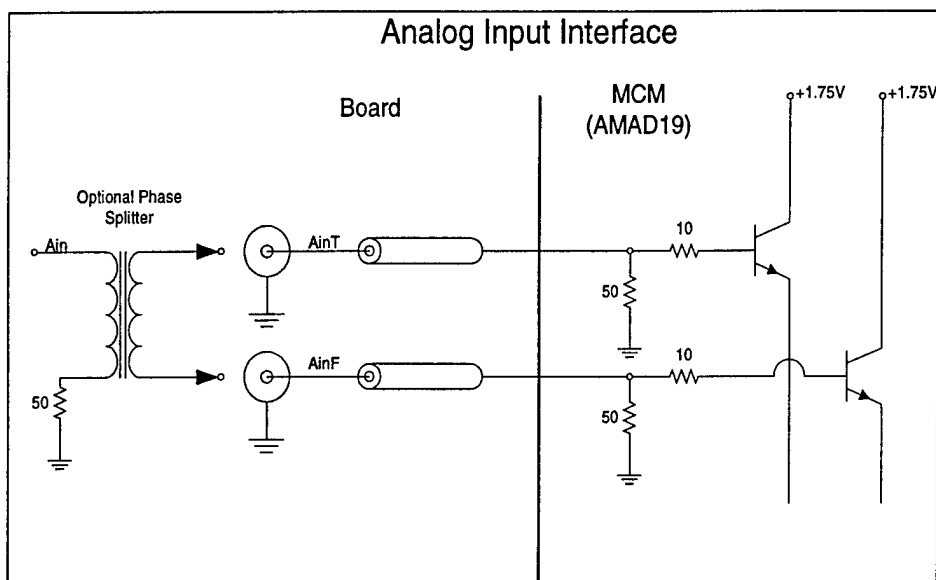 Analog Input Interface
Board
MCM
(AMAD19)
+1.75V
+1.75V
Optional Phase
Splitter
Ain
AinT
10
50
AinF
10
50
50